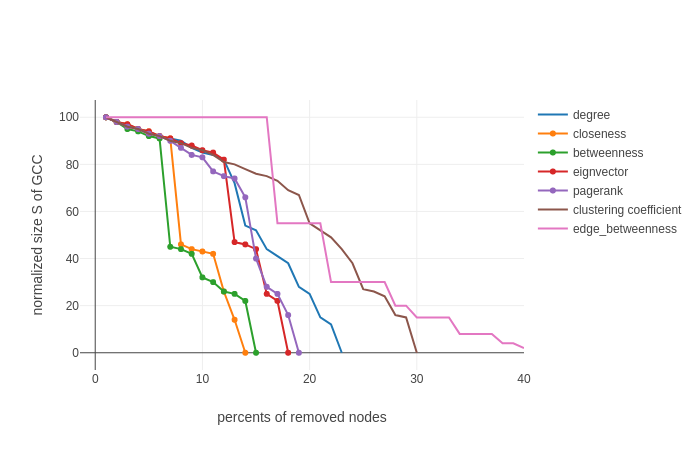 normalized size S of GCC
100
80
60
40
20
0
0 10 20 30 40
percents of removed nodes
degree
closeness
betweenness
eignvector
pagerank
clustering coefficient
edge_betweenness